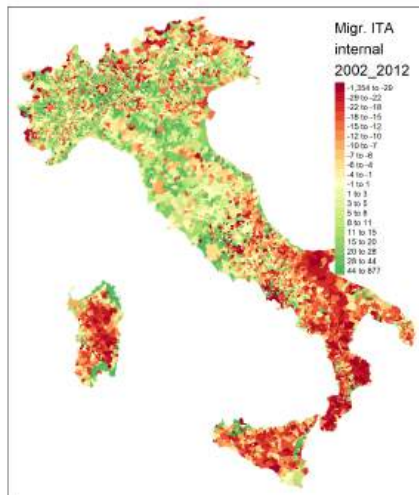 Migr. ITA
internal
2002_2012
-1,354 to -29
-29 to -22
-22 to -18
-18 to -15
-15 to -12
-12 to -10
-10 to -7
-7 to -6
-6 to -4
-4 to -1
-1 to 1
1 to 3
3 to 5
5 to 8
8 to 11
11 to 15
15 to 20
20 to 28
28 to 44
44 to 877